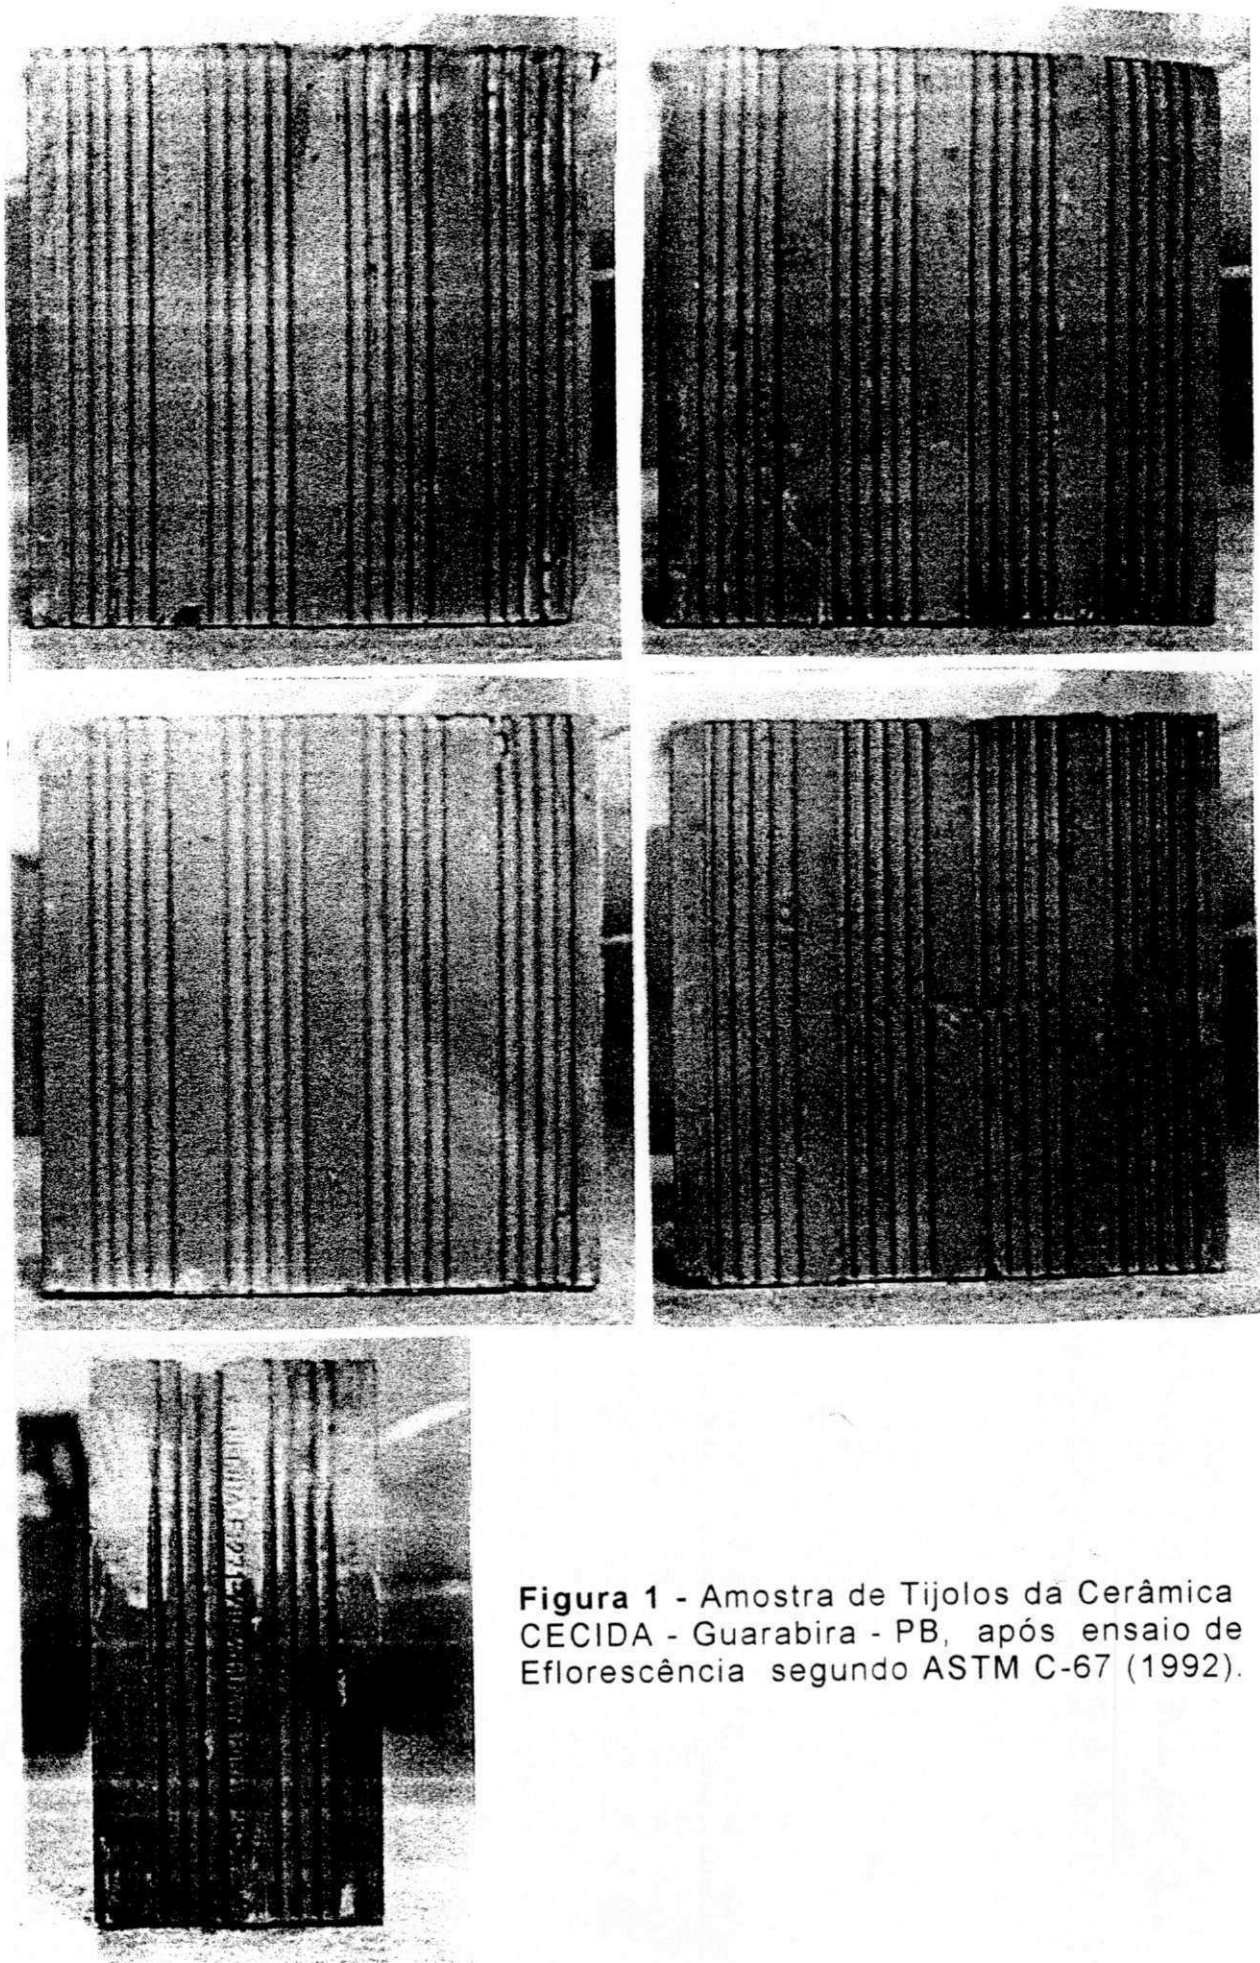 Figura 1 - Amostra de Tijolos da Cerâmica
CECIDA - Guarabira - PB, após ensaio de
Eflorescência segundo ASTM C-67 (1992).